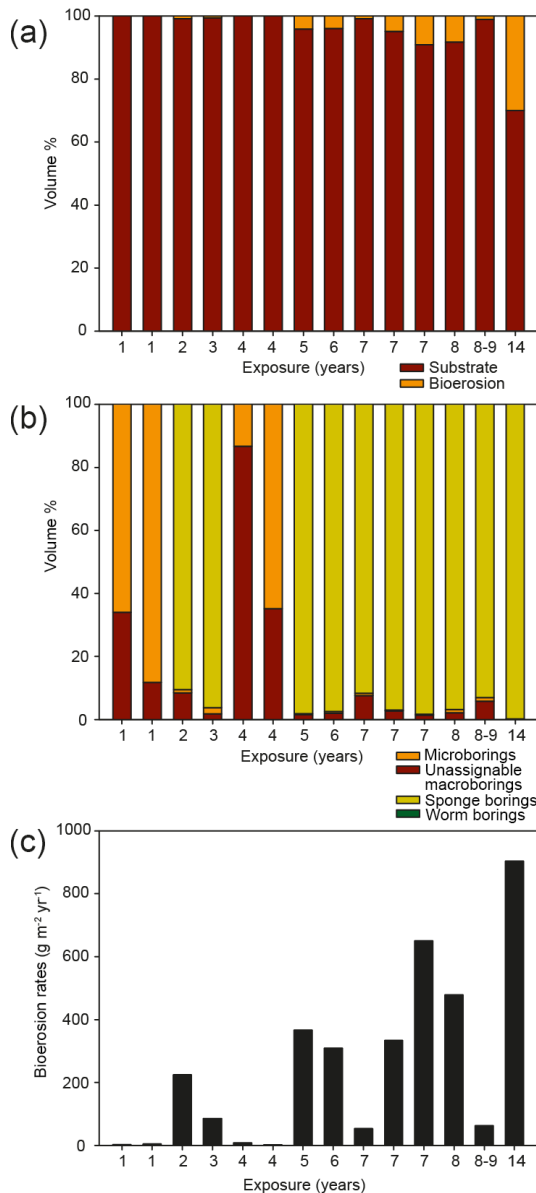 (a)
100
80
60
40
20
0
Volume %
1 1 2 3 4 4 5 6 7 7 7 8 8-9 14
Exposure (years)
Substrate
Bioerosion
(b)
100
80
60
40
20
0
Volume %
1 1 2 3 4 4 5 6 7 7 7 8 8-9 14
Exposure (years)
Microborings
Unassignable
macroborings
Sponge borings
Worm borings
(c)
1000
800
600
400
200
0
Bioerosion rates (g m⁻² yr⁻¹)
1 1 2 3 4 4 5 6 7 7 7 8 8-9 14
Exposure (years)